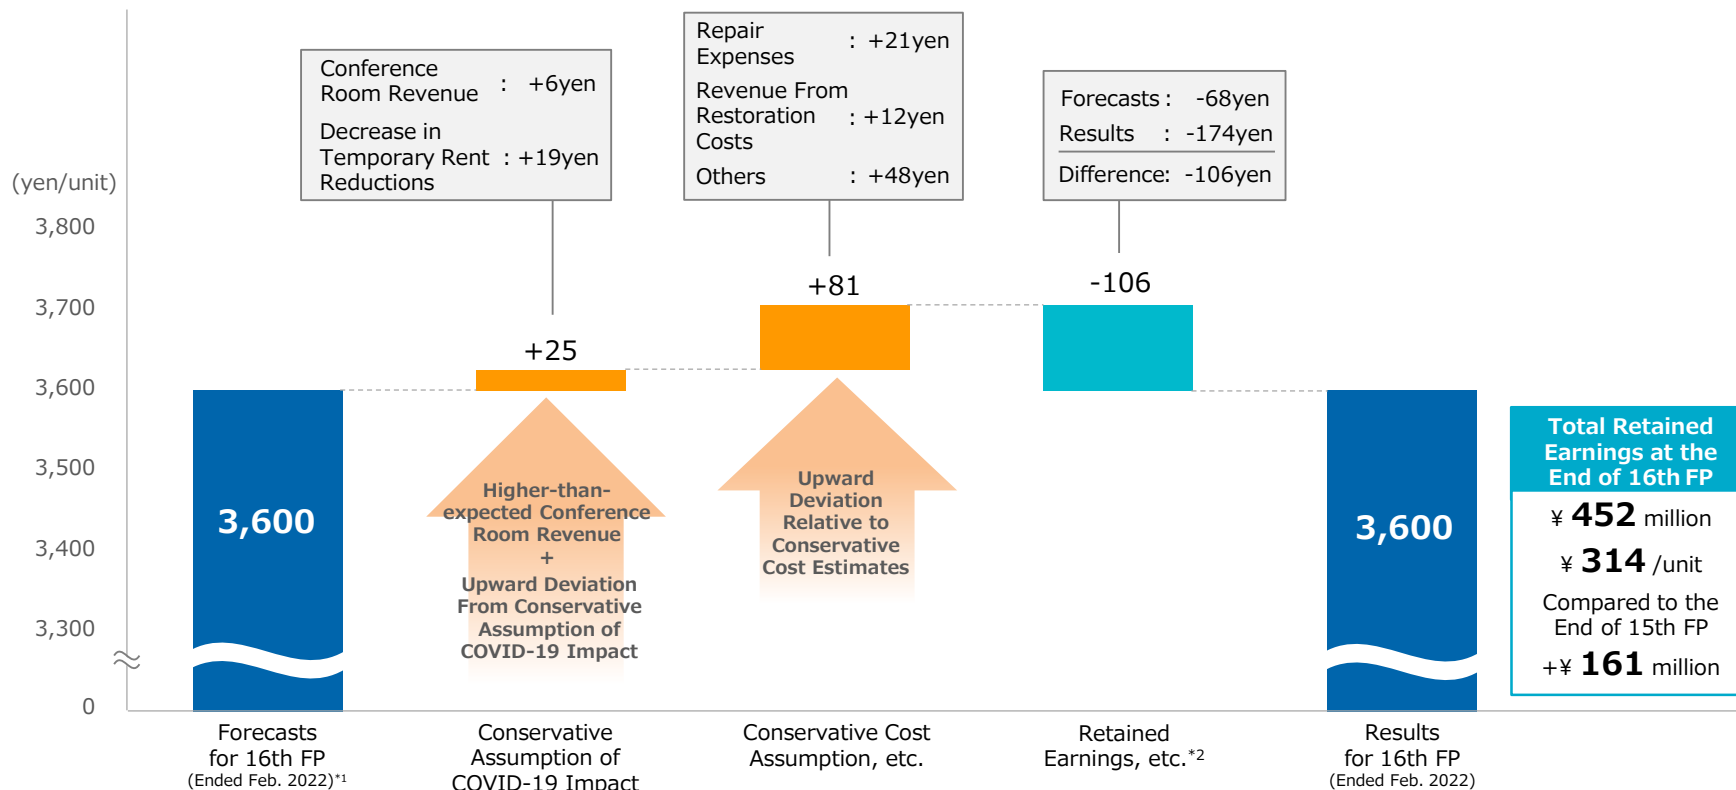 Conference
Room Revenue : +6yen
Decrease in
Temporary Rent : +19yen
Reductions
Repair
Expenses : +21yen
Revenue From
Restoration : +12yen
Costs
Others : +48yen
Forecasts : -68yen
Results : -174yen
Difference: -106yen
(yen/unit)
3,800
3,700
3,600
3,500
3,400
3,300
0
+25
+81
-106
3,600
Higher-than-
expected Conference
Room Revenue
+
Upward Deviation
From Conservative
Assumption of
COVID-19 Impact
Upward
Deviation
Relative to
Conservative
Cost Estimates
3,600
Total Retained
Earnings at the
End of 16th FP
¥ 452 million
¥ 314 /unit
Compared to the
End of 15th FP
+¥ 161 million
Forecasts
for 16th FP
(Ended Feb. 2022)*1
Conservative
Assumption of
COVID-19 Impact
Conservative Cost
Assumption, etc.
Retained
Earnings, etc.*2
Results
for 16th FP
(Ended Feb. 2022)